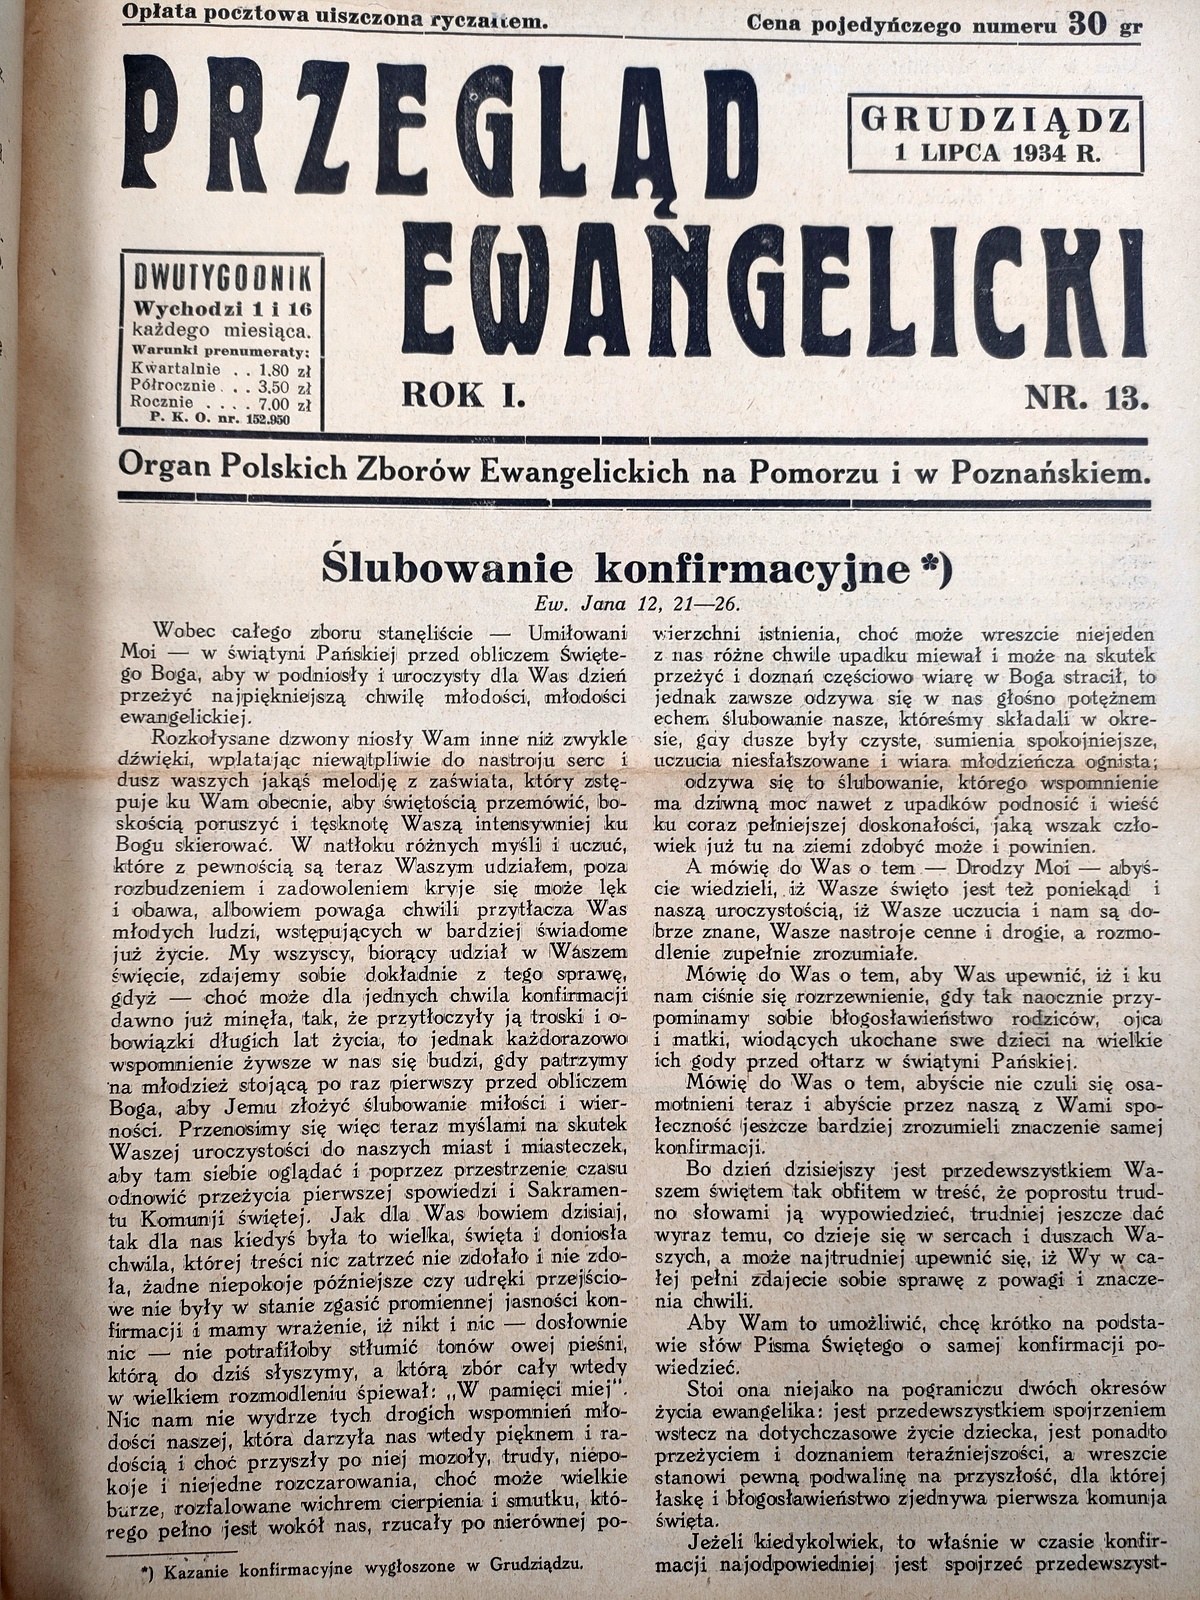 Opłata pocztowa uiszczona ryczałtem.
Cena pojedyńczego numeru 30 gr
PRZEGLĄD
GRUDZIĄDZ
1 LIPCA 1934 R.
EWANGELICKI
DWUTYGODNIK
Wychodzi 1 i 16
każdego miesiąca.
Warunki prenumeraty:
Kwartalnie . . 1.80 zł
Półrocznie . . . 3.50 zł
Rocznie . . . . 7.00 zł
P. K. O. nr. 152.950
ROK I.
NR. 13.
Organ Polskich Zborów Ewangelickich na Pomorzu i w Poznańskiem.
Ślubowanie konfirmacyjne *)
Ew. Jana 12, 21—26.
Wobec całego zboru stanęliście — Umiłowani
Moi — w świątyni Pańskiej przed obliczem Święte-
go Boga, aby w podniosły i uroczysty dla Was dzień
przeżyć najpiękniejszą chwilę młodości, młodości
ewangelickiej.
Rozkołysane dzwony niosły Wam inne niż zwykle
dźwięki, wplatając niewątpliwie do nastroju serc i
dusz waszych jakąś melodję z zaświata, który zstę-
puje ku Wam obecnie, aby świętością przemówić, bo-
skością poruszyć i tęsknotę Waszą intensywniej ku
Bogu skierować. W natłoku różnych myśli i uczuć,
które z pewnością są teraz Waszym udziałem, poza
rozbudzeniem i zadowoleniem kryje się może lęk
i obawa, albowiem powaga chwili przytłacza Was
młodych ludzi, wstępujących w bardziej świadome
już życie. My wszyscy, biorący udział w Waszem
święcie, zdajemy sobie dokładnie z tego sprawę,
gdyż — choć może dla jednych chwila konfirmacji
dawno już minęła, tak, że przytłoczyły ją troski i o-
bowiązki długich lat życia, to jednak każdorazowo
wspomnienie żywsze w nas się budzi, gdy patrzymy
na młodzież stojącą po raz pierwszy przed obliczem
Boga, aby Jemu złożyć ślubowanie miłości i wier-
ności. Przenosimy się więc teraz myślami na skutek
Waszej uroczystości do naszych miast i miasteczek,
aby tam siebie oglądać i poprzez przestrzenie czasu
odnowić przeżycia pierwszej spowiedzi i Sakramen-
tu Komunji świętej. Jak dla Was bowiem dzisiaj,
tak dla nas kiedyś była to wielka, święta i doniosła
chwila, której treści nic zatrzeć nie zdołało i nie zdo-
ła, żadne niepokoje późniejsze czy udręki przejścio-
we nie były w stanie zgasić promiennej jasności kon-
firmacji i mamy wrażenie, iż nikt i nic — dosłownie
nic — nie potrafiłoby stłumić tonów owej pieśni,
którą do dziś słyszymy, a którą zbór cały wtedy
w wielkiem rozmodleniu śpiewał: „W pamięci miej".
Nic nam nie wydrze tych drogich wspomnień mło-
dości naszej, która darzyła nas wtedy pięknem i ra-
dością i choć przyszły po niej mozoły, trudy, niepo-
koje i niejedne rozczarowania, choć może wielkie
burze, rozfalowane wichrem cierpienia i smutku, któ-
rego pełno jest wokół nas, rzucały po nierównej po-
*) Kazanie konfirmacyjne wygłoszone w Grudziądzu.
wierzchni istnienia, choć może wreszcie niejeden
z nas różne chwile upadku miewał i może na skutek
przeżyć i doznań częściowo wiarę w Boga stracił, to
jednak zawsze odzywa się w nas głośno potężnem
echem ślubowanie nasze, któreśmy składali w okre-
sie, gdy dusze były czyste, sumienia spokojniejsze,
uczucia niesfałszowane i wiara młodzieńcza ognista;
odzywa się to ślubowanie, którego wspomnienie
ma dziwną moc nawet z upadków podnosić i wieść
ku coraz pełniejszej doskonałości, jaką wszak czło-
wiek już tu na ziemi zdobyć może i powinien.
A mówię do Was o tem — Drodzy Moi — abyś-
cie wiedzieli, iż Wasze święto jest też poniekąd i
naszą uroczystością, iż Wasze uczucia i nam są do-
brze znane, Wasze nastroje cenne i drogie, a rozmo-
dlenie zupełnie zrozumiałe.
Mówię do Was o tem, aby Was upewnić, iż i ku
nam ciśnie się rozrzewnienie, gdy tak naocznie przy-
pominamy sobie błogosławieństwo rodziców, ojca
i matki, wiodących ukochane swe dzieci na wielkie
ich gody przed ołtarz w świątyni Pańskiej.
Mówię do Was o tem, abyście nie czuli się osa-
motnieni teraz i abyście przez naszą z Wami spo-
łeczność jeszcze bardziej zrozumieli znaczenie samej
konfirmacji.
Bo dzień dzisiejszy jest przedewszystkiem Wa-
szem świętem tak obfitem w treść, że poprostu trud-
no słowami ją wypowiedzieć, trudniej jeszcze dać
wyraz temu, co dzieje się w sercach i duszach Wa-
szych, a może najtrudniej upewnić się, iż Wy w ca-
łej pełni zdajecie sobie sprawę z powagi i znacze-
nia chwili.
Aby Wam to umożliwić, chcę krótko na podsta-
wie słów Pisma Świętego o samej konfirmacji po-
wiedzieć.
Stoi ona niejako na pograniczu dwóch okresów
życia ewangelika: jest przedewszystkiem spojrzeniem
wstecz na dotychczasowe życie dziecka, jest ponadto
przeżyciem i doznaniem teraźniejszości, a wreszcie
stanowi pewną podwalinę na przyszłość, dla której
łaskę i błogosławieństwo zjednywa pierwsza komunja
święta.
Jeżeli kiedykolwiek, to właśnie w czasie konfir-
macji najodpowiedniej jest spojrzeć przedewszyst-